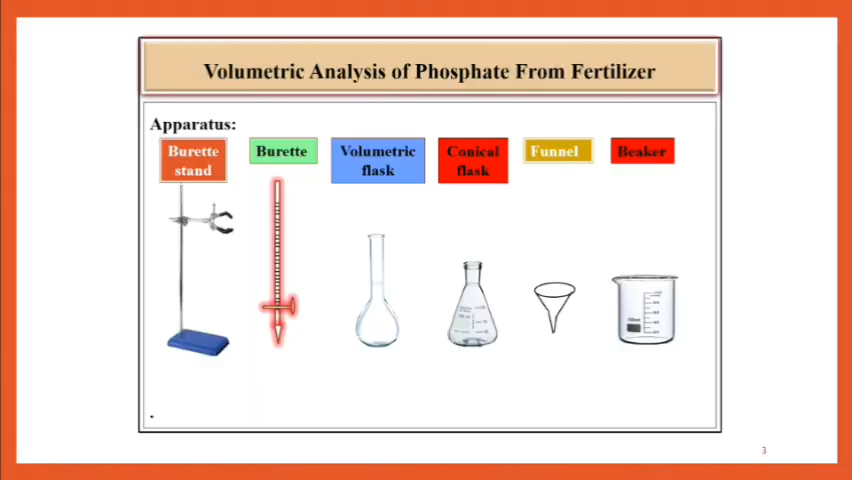 Volumetric Analysis of Phosphate From Fertilizer
Apparatus:
Burette stand
Burette
Volumetric flask
Conical flask
Funnel
Beaker
.
3